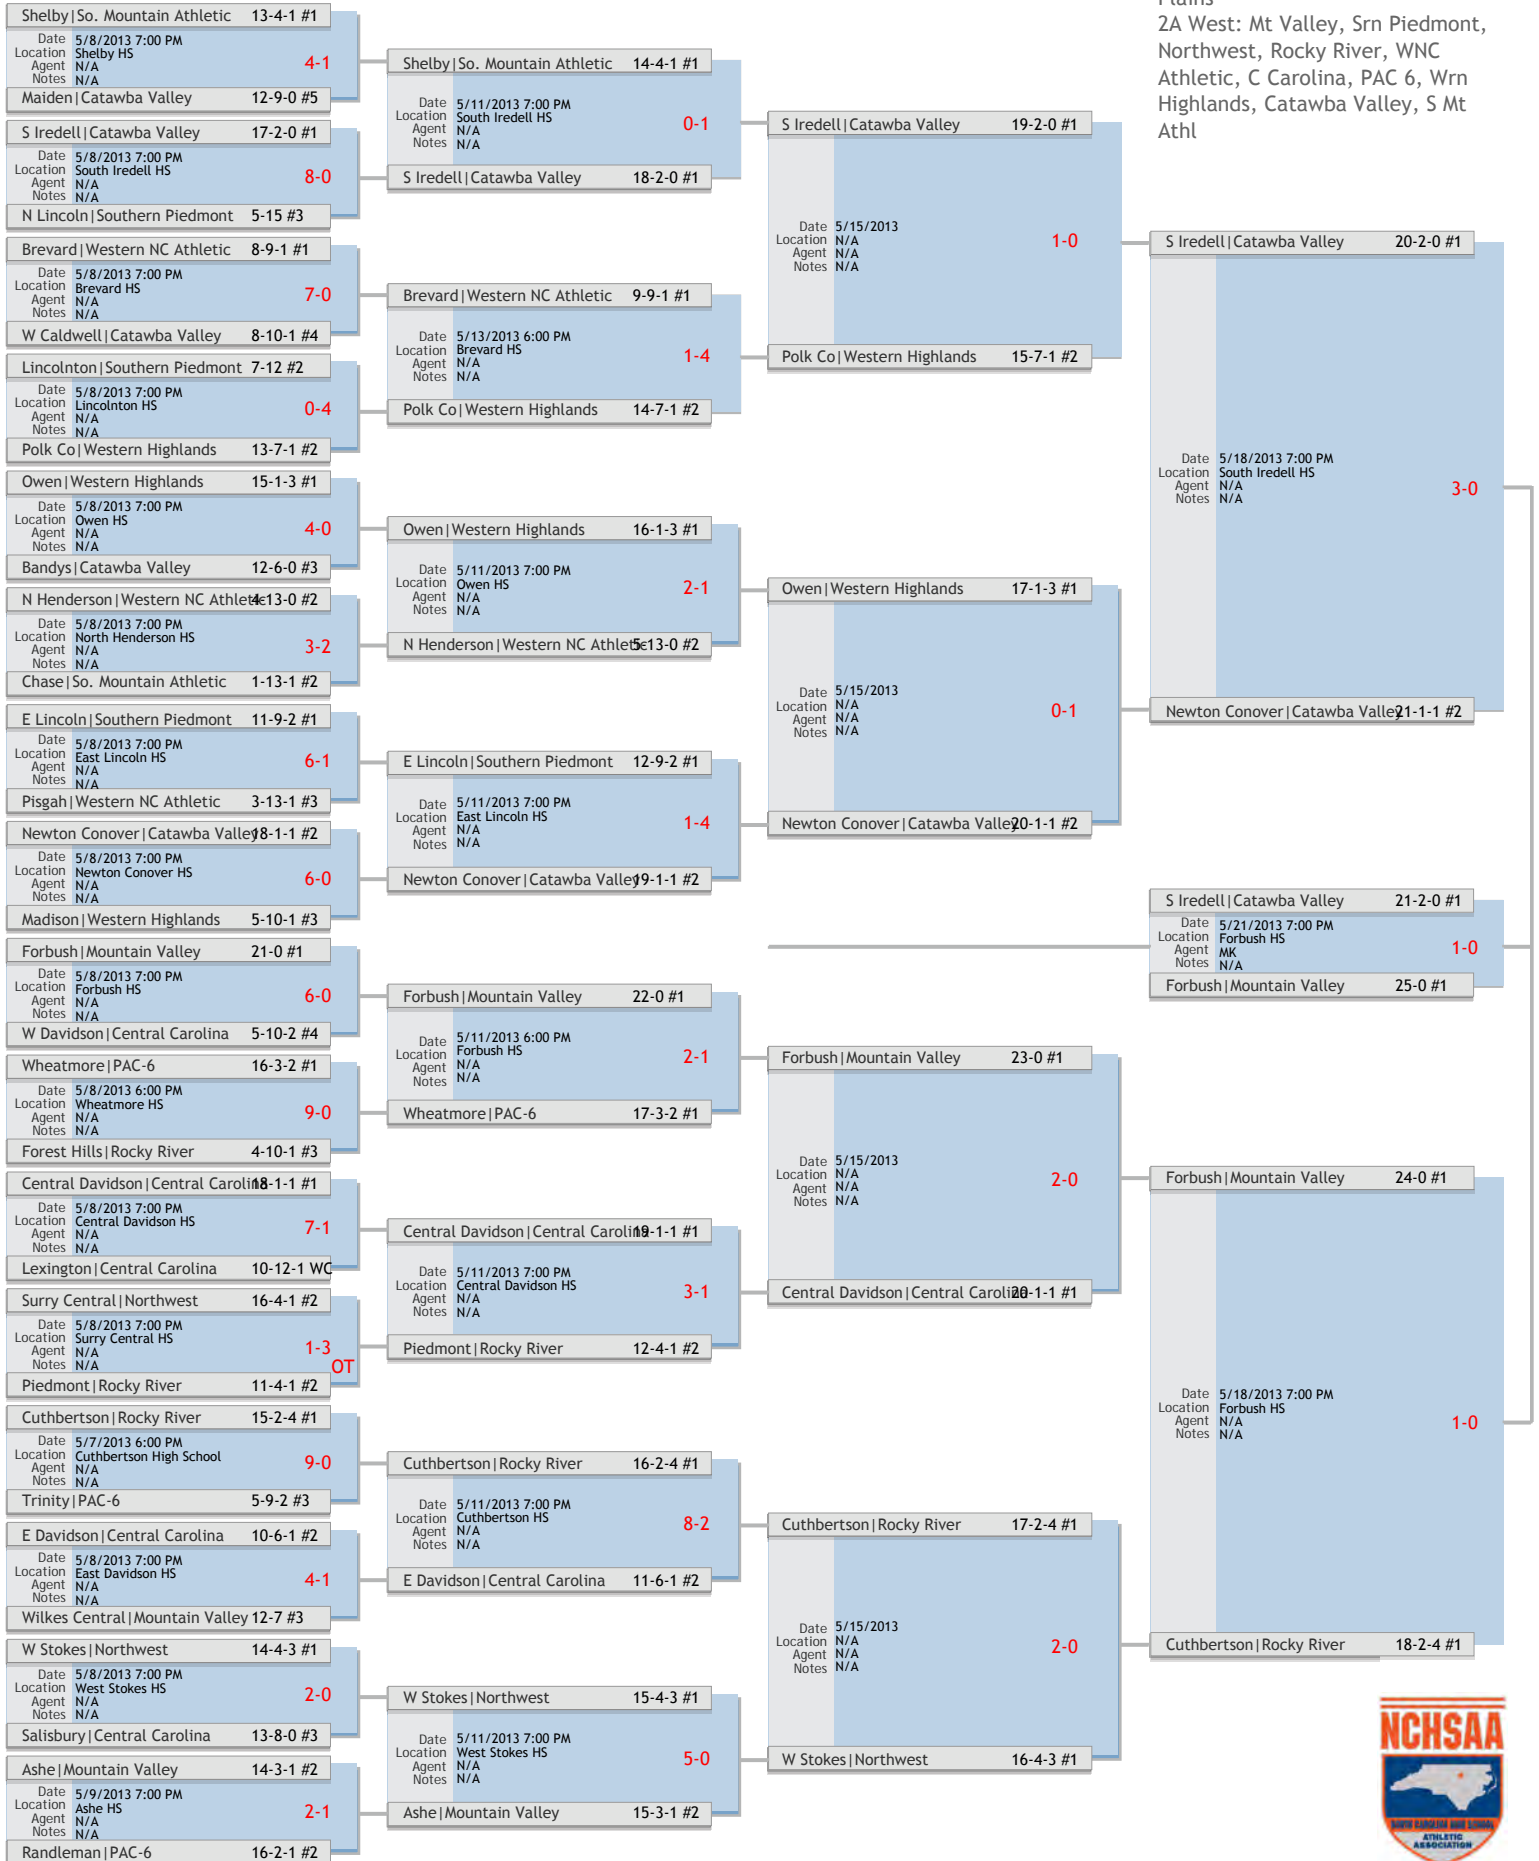 Plains
2A West: Mt Valley, Srn Piedmont,
Northwest, Rocky River, WNC
Athletic, C Carolina, PAC 6, Wrn
Highlands, Catawba Valley, S Mt
Athl
Shelby|So. Mountain Athletic 13-4-1 #1
Date 5/8/2013 7:00 PM
Location Shelby HS
Agent N/A
Notes N/A
4-1
Maiden|Catawba Valley 12-9-0 #5
S Iredell|Catawba Valley 17-2-0 #1
Date 5/8/2013 7:00 PM
Location South Iredell HS
Agent N/A
Notes N/A
8-0
N Lincoln|Southern Piedmont 5-15 #3
Brevard|Western NC Athletic 8-9-1 #1
Date 5/8/2013 7:00 PM
Location Brevard HS
Agent N/A
Notes N/A
7-0
W Caldwell|Catawba Valley 8-10-1 #4
Lincolnton|Southern Piedmont 7-12 #2
Date 5/8/2013 7:00 PM
Location Lincolnton HS
Agent N/A
Notes N/A
0-4
Polk Co|Western Highlands 13-7-1 #2
Owen|Western Highlands 15-1-3 #1
Date 5/8/2013 7:00 PM
Location Owen HS
Agent N/A
Notes N/A
4-0
Bandys|Catawba Valley 12-6-0 #3
N Henderson|Western NC Athletic 4-13-0 #2
Date 5/8/2013 7:00 PM
Location North Henderson HS
Agent N/A
Notes N/A
3-2
Chase|So. Mountain Athletic 1-13-1 #2
E Lincoln|Southern Piedmont 11-9-2 #1
Date 5/8/2013 7:00 PM
Location East Lincoln HS
Agent N/A
Notes N/A
6-1
Pisgah|Western NC Athletic 3-13-1 #3
Newton Conover|Catawba Valley 18-1-1 #2
Date 5/8/2013 7:00 PM
Location Newton Conover HS
Agent N/A
Notes N/A
6-0
Madison|Western Highlands 5-10-1 #3
Forbush|Mountain Valley 21-0 #1
Date 5/8/2013 7:00 PM
Location Forbush HS
Agent N/A
Notes N/A
6-0
W Davidson|Central Carolina 5-10-2 #4
Wheatmore|PAC-6 16-3-2 #1
Date 5/8/2013 6:00 PM
Location Wheatmore HS
Agent N/A
Notes N/A
9-0
Forest Hills|Rocky River 4-10-1 #3
Central Davidson|Central Carolina 18-1-1 #1
Date 5/8/2013 7:00 PM
Location Central Davidson HS
Agent N/A
Notes N/A
7-1
Lexington|Central Carolina 10-12-1 WC
Surry Central|Northwest 16-4-1 #2
Date 5/8/2013 7:00 PM
Location Surry Central HS
Agent N/A
Notes N/A
1-3
OT
Piedmont|Rocky River 11-4-1 #2
Cuthbertson|Rocky River 15-2-4 #1
Date 5/7/2013 6:00 PM
Location Cuthbertson High School
Agent N/A
Notes N/A
9-0
Trinity|PAC-6 5-9-2 #3
E Davidson|Central Carolina 10-6-1 #2
Date 5/8/2013 7:00 PM
Location East Davidson HS
Agent N/A
Notes N/A
4-1
Wilkes Central|Mountain Valley 12-7 #3
W Stokes|Northwest 14-4-3 #1
Date 5/8/2013 7:00 PM
Location West Stokes HS
Agent N/A
Notes N/A
2-0
Salisbury|Central Carolina 13-8-0 #3
Ashe|Mountain Valley 14-3-1 #2
Date 5/9/2013 7:00 PM
Location Ashe HS
Agent N/A
Notes N/A
2-1
Randleman|PAC-6 16-2-1 #2
Shelby|So. Mountain Athletic 14-4-1 #1
Date 5/11/2013 7:00 PM
Location South Iredell HS
Agent N/A
Notes N/A
0-1
S Iredell|Catawba Valley 18-2-0 #1
Brevard|Western NC Athletic 9-9-1 #1
Date 5/13/2013 6:00 PM
Location Brevard HS
Agent N/A
Notes N/A
1-4
Polk Co|Western Highlands 14-7-1 #2
Owen|Western Highlands 16-1-3 #1
Date 5/11/2013 7:00 PM
Location Owen HS
Agent N/A
Notes N/A
2-1
N Henderson|Western NC Athletic 5-13-0 #2
E Lincoln|Southern Piedmont 12-9-2 #1
Date 5/11/2013 7:00 PM
Location East Lincoln HS
Agent N/A
Notes N/A
1-4
Newton Conover|Catawba Valley 19-1-1 #2
Forbush|Mountain Valley 22-0 #1
Date 5/11/2013 6:00 PM
Location Forbush HS
Agent N/A
Notes N/A
2-1
Wheatmore|PAC-6 17-3-2 #1
Central Davidson|Central Carolina 19-1-1 #1
Date 5/11/2013 7:00 PM
Location Central Davidson HS
Agent N/A
Notes N/A
3-1
Piedmont|Rocky River 12-4-1 #2
Cuthbertson|Rocky River 16-2-4 #1
Date 5/11/2013 7:00 PM
Location Cuthbertson HS
Agent N/A
Notes N/A
8-2
E Davidson|Central Carolina 11-6-1 #2
W Stokes|Northwest 15-4-3 #1
Date 5/11/2013 7:00 PM
Location West Stokes HS
Agent N/A
Notes N/A
5-0
Ashe|Mountain Valley 15-3-1 #2
S Iredell|Catawba Valley 19-2-0 #1
Date 5/15/2013
Location N/A
Agent N/A
Notes N/A
1-0
Polk Co|Western Highlands 15-7-1 #2
Owen|Western Highlands 17-1-3 #1
Date 5/15/2013
Location N/A
Agent N/A
Notes N/A
0-1
Newton Conover|Catawba Valley 20-1-1 #2
Forbush|Mountain Valley 23-0 #1
Date 5/15/2013
Location N/A
Agent N/A
Notes N/A
2-0
Central Davidson|Central Carolina 20-1-1 #1
Cuthbertson|Rocky River 17-2-4 #1
Date 5/15/2013
Location N/A
Agent N/A
Notes N/A
2-0
W Stokes|Northwest 16-4-3 #1
S Iredell|Catawba Valley 20-2-0 #1
Date 5/18/2013 7:00 PM
Location South Iredell HS
Agent N/A
Notes N/A
3-0
Newton Conover|Catawba Valley 21-1-1 #2
S Iredell|Catawba Valley 21-2-0 #1
Date 5/21/2013 7:00 PM
Location Forbush HS
Agent MK
Notes N/A
1-0
Forbush|Mountain Valley 25-0 #1
Forbush|Mountain Valley 24-0 #1
Date 5/18/2013 7:00 PM
Location Forbush HS
Agent N/A
Notes N/A
1-0
Cuthbertson|Rocky River 18-2-4 #1
NCHSAA
NORTH CAROLINA HIGH SCHOOL
ATHLETIC
ASSOCIATION